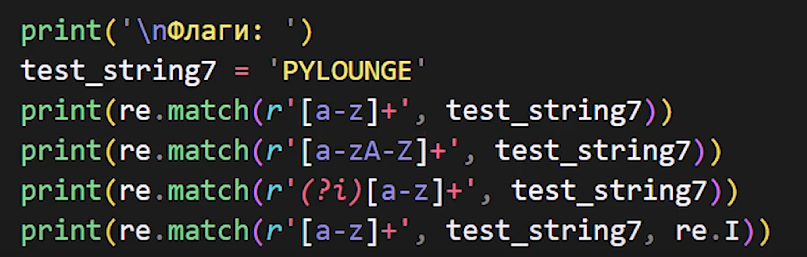 print('\nФлаги: ')
test_string7 = 'PYLOUNGE'
print(re.match(r'[a-z]+', test_string7))
print(re.match(r'[a-zA-Z]+', test_string7))
print(re.match(r'(?i)[a-z]+', test_string7))
print(re.match(r'[a-z]+', test_string7, re.I))